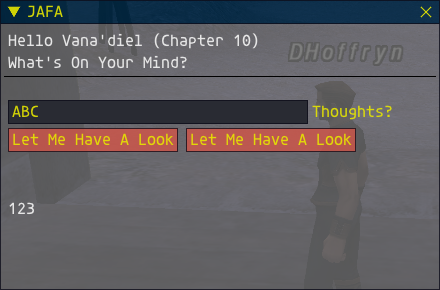 JAFA
Hello Vana'diel (Chapter 10)
What's On Your Mind?
DHoffryn
ABC Thoughts?
Let Me Have A Look Let Me Have A Look
123